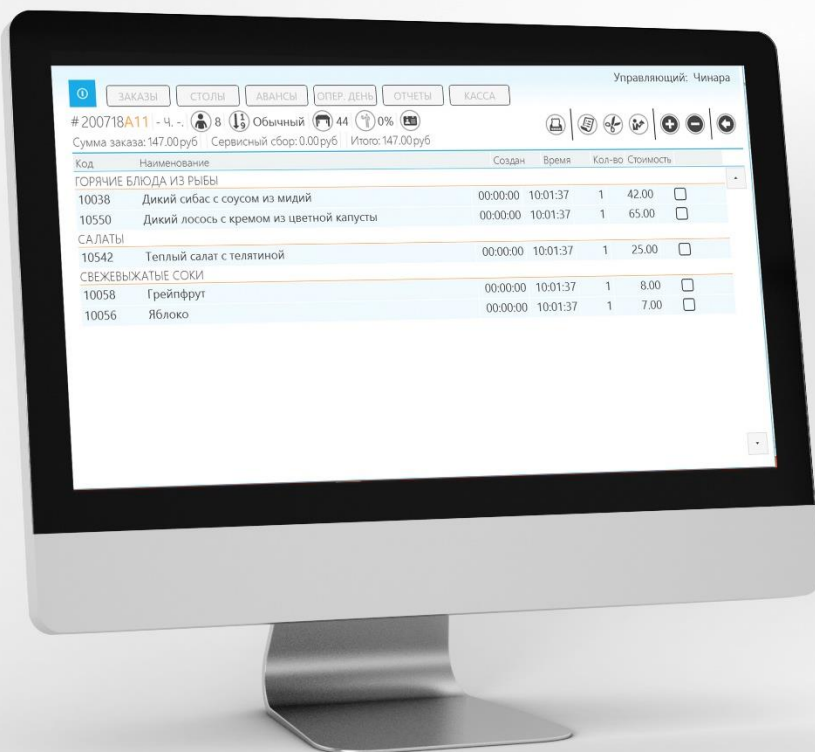 Управляющий: Чинара
ЗАКАЗЫ СТОЛЫ АВАНСЫ ОПЕР. ДЕНЬ ОТЧЕТЫ КАССА
#200718А11 - Ч. -. 8 Обычный 44 0%
Сумма заказа: 147.00руб Сервисный сбор: 0.00руб Итого: 147.00руб
Код Наименование Создан Время Кол-во Стоимость
ГОРЯЧИЕ БЛЮДА ИЗ РЫБЫ
10038 Дикий сибас с соусом из мидий 00:00:00 10:01:37 1 42.00
10550 Дикий лосось с кремом из цветной капусты 00:00:00 10:01:37 1 65.00
САЛАТЫ
10542 Теплый салат с телятиной 00:00:00 10:01:37 1 25.00
СВЕЖЕВЫЖАТЫЕ СОКИ
10058 Грейпфрут 00:00:00 10:01:37 1 8.00
10056 Яблоко 00:00:00 10:01:37 1 7.00